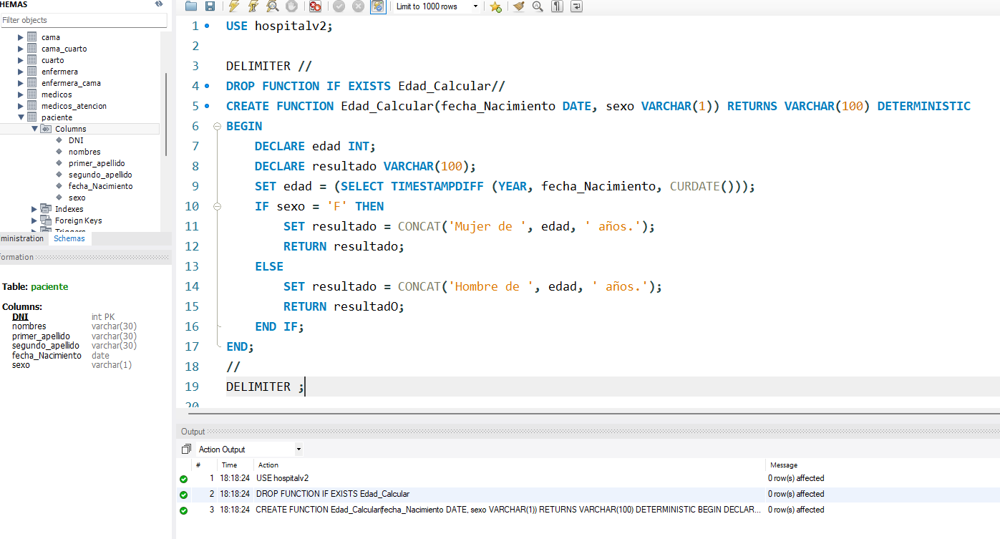 HEMAS
Filter objects
cama
cama_cuarto
cuarto
enfermera
enfermera_cama
medicos
medicos_atencion
paciente
Columns
DNI
nombres
primer_apellido
segundo_apellido
fecha_Nacimiento
sexo
Indexes
Foreign Keys
Triggers
ministration Schemas
formation
Table: paciente
Columns:
DNI int PK
nombres varchar(30)
primer_apellido varchar(30)
segundo_apellido varchar(30)
fecha_Nacimiento date
sexo varchar(1)
Limit to 1000 rows
1 USE hospitalv2;
2
3 DELIMITER //
4 DROP FUNCTION IF EXISTS Edad_Calcular//
5 CREATE FUNCTION Edad_Calcular(fecha_Nacimiento DATE, sexo VARCHAR(1)) RETURNS VARCHAR(100) DETERMINISTIC
6 BEGIN
7 DECLARE edad INT;
8 DECLARE resultado VARCHAR(100);
9 SET edad = (SELECT TIMESTAMPDIFF (YEAR, fecha_Nacimiento, CURDATE()));
10 IF sexo = 'F' THEN
11 SET resultado = CONCAT('Mujer de ', edad, ' años.');
12 RETURN resultado;
13 ELSE
14 SET resultado = CONCAT('Hombre de ', edad, ' años.');
15 RETURN resultadO;
16 END IF;
17 END;
18 //
19 DELIMITER ;
20
Output
Action Output
# Time Action Message
1 18:18:24 USE hospitalv2 0 row(s) affected
2 18:18:24 DROP FUNCTION IF EXISTS Edad_Calcular 0 row(s) affected
3 18:18:24 CREATE FUNCTION Edad_Calcular(fecha_Nacimiento DATE, sexo VARCHAR(1)) RETURNS VARCHAR(100) DETERMINISTIC BEGIN DECLAR... 0 row(s) affected